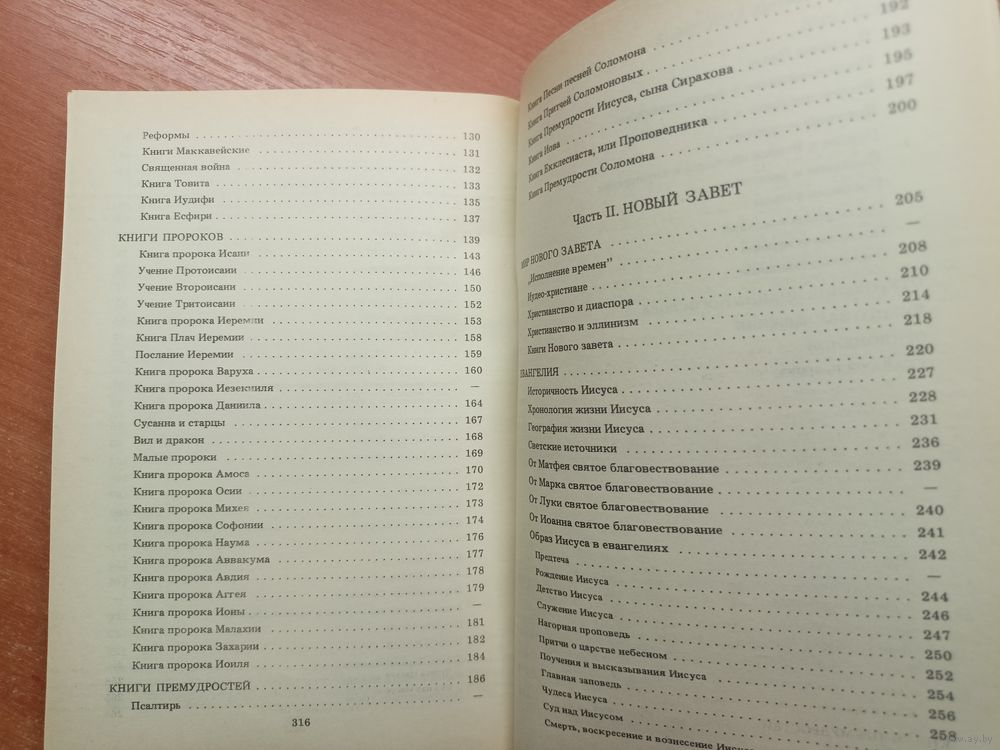 Реформы 130
Книги Маккавейские 131
Священная война 132
Книга Товита 133
Книга Иудифи 135
Книга Есфири 137
КНИГИ ПРОРОКОВ 139
Книга пророка Исаии 143
Учение Протоисаии 146
Учение Второисаии 150
Учение Тритоисаии 152
Книга пророка Иеремии 153
Книга Плач Иеремии 158
Послание Иеремии 159
Книга пророка Варуха 160
Книга пророка Иезекииля —
Книга пророка Даниила 164
Сусанна и старцы 167
Вил и дракон 168
Малые пророки 169
Книга пророка Амоса 170
Книга пророка Осии 172
Книга пророка Михея 173
Книга пророка Софонии 174
Книга пророка Наума 176
Книга пророка Аввакума 177
Книга пророка Авдия 178
Книга пророка Аггея 179
Книга пророка Ионы —
Книга пророка Малахии 181
Книга пророка Захарии 182
Книга пророка Иоиля 184
КНИГИ ПРЕМУДРОСТЕЙ 186
Псалтирь —
316
Книга Песни песней Соломона
Книга Притчей Соломоновых 192
Книга Премудрости Иисуса, сына Сирахова 193
Книга Иова 195
Книга Екклесиаста, или Проповедника 197
Книга Премудрости Соломона 200
Часть II. НОВЫЙ ЗАВЕТ
МИР НОВОГО ЗАВЕТА 205
„Исполнение времен” —
Иудео-христиане 208
Христианство и диаспора 210
Христианство и эллинизм 214
Книги Нового завета 218
ЕВАНГЕЛИЯ 220
Историчность Иисуса 227
Хронология жизни Иисуса 228
География жизни Иисуса 231
Светские источники 236
От Матфея святое благовествование 239
От Марка святое благовествование —
От Луки святое благовествование 240
От Иоанна святое благовествование 241
Образ Иисуса в евангелиях 242
Предтеча —
Рождение Иисуса 244
Детство Иисуса 246
Служение Иисуса 247
Нагорная проповедь 250
Притчи о царстве небесном 252
Поучения и высказывания Иисуса 254
Главная заповедь 256
Чудеса Иисуса 258
Суд над Иисусом
Смерть, воскресение и вознесение